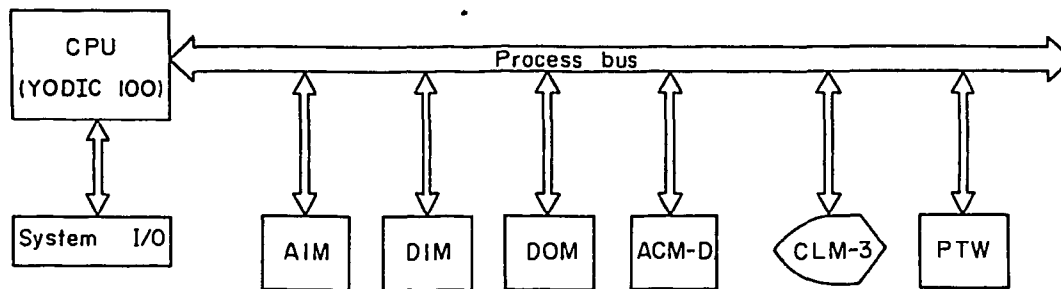 CPU
(YODIC 100)
Process bus
System I/O
AIM
DIM
DOM
ACM-D
CLM-3
PTW